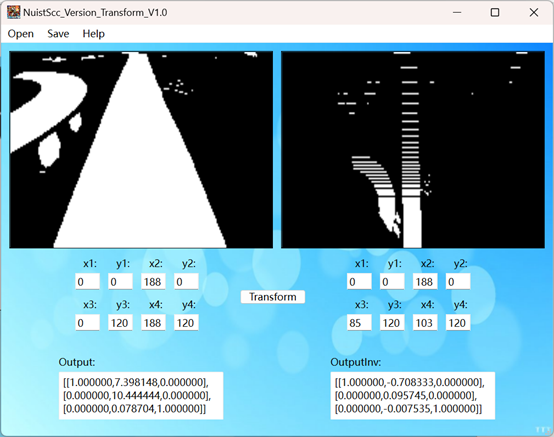 NuistScc_Version_Transform_V1.0
Open Save Help
x1: y1: x2: y2:
0 0 188 0
x3: y3: x4: y4:
0 120 188 120
Transform
x1: y1: x2: y2:
0 0 188 0
x3: y3: x4: y4:
85 120 103 120
Output:
[[1.000000,7.398148,0.000000],
[0.000000,10.444444,0.000000],
[0.000000,0.078704,1.000000]]
OutputInv:
[[1.000000,-0.708333,0.000000],
[0.000000,0.095745,0.000000],
[0.000000,-0.007535,1.000000]]